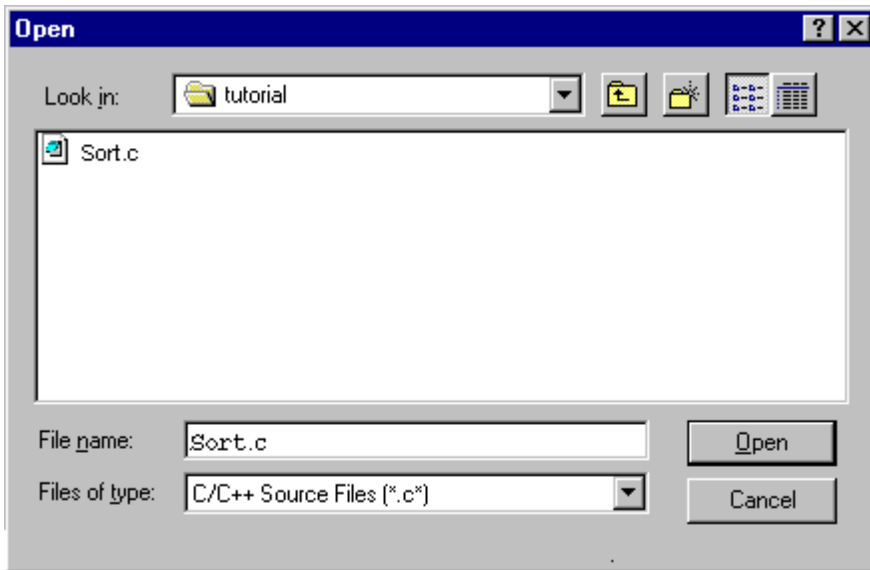 Open
Look in: tutorial
Sort.c
File name: Sort.c Open
Files of type: C/C++ Source Files (*.c*) Cancel